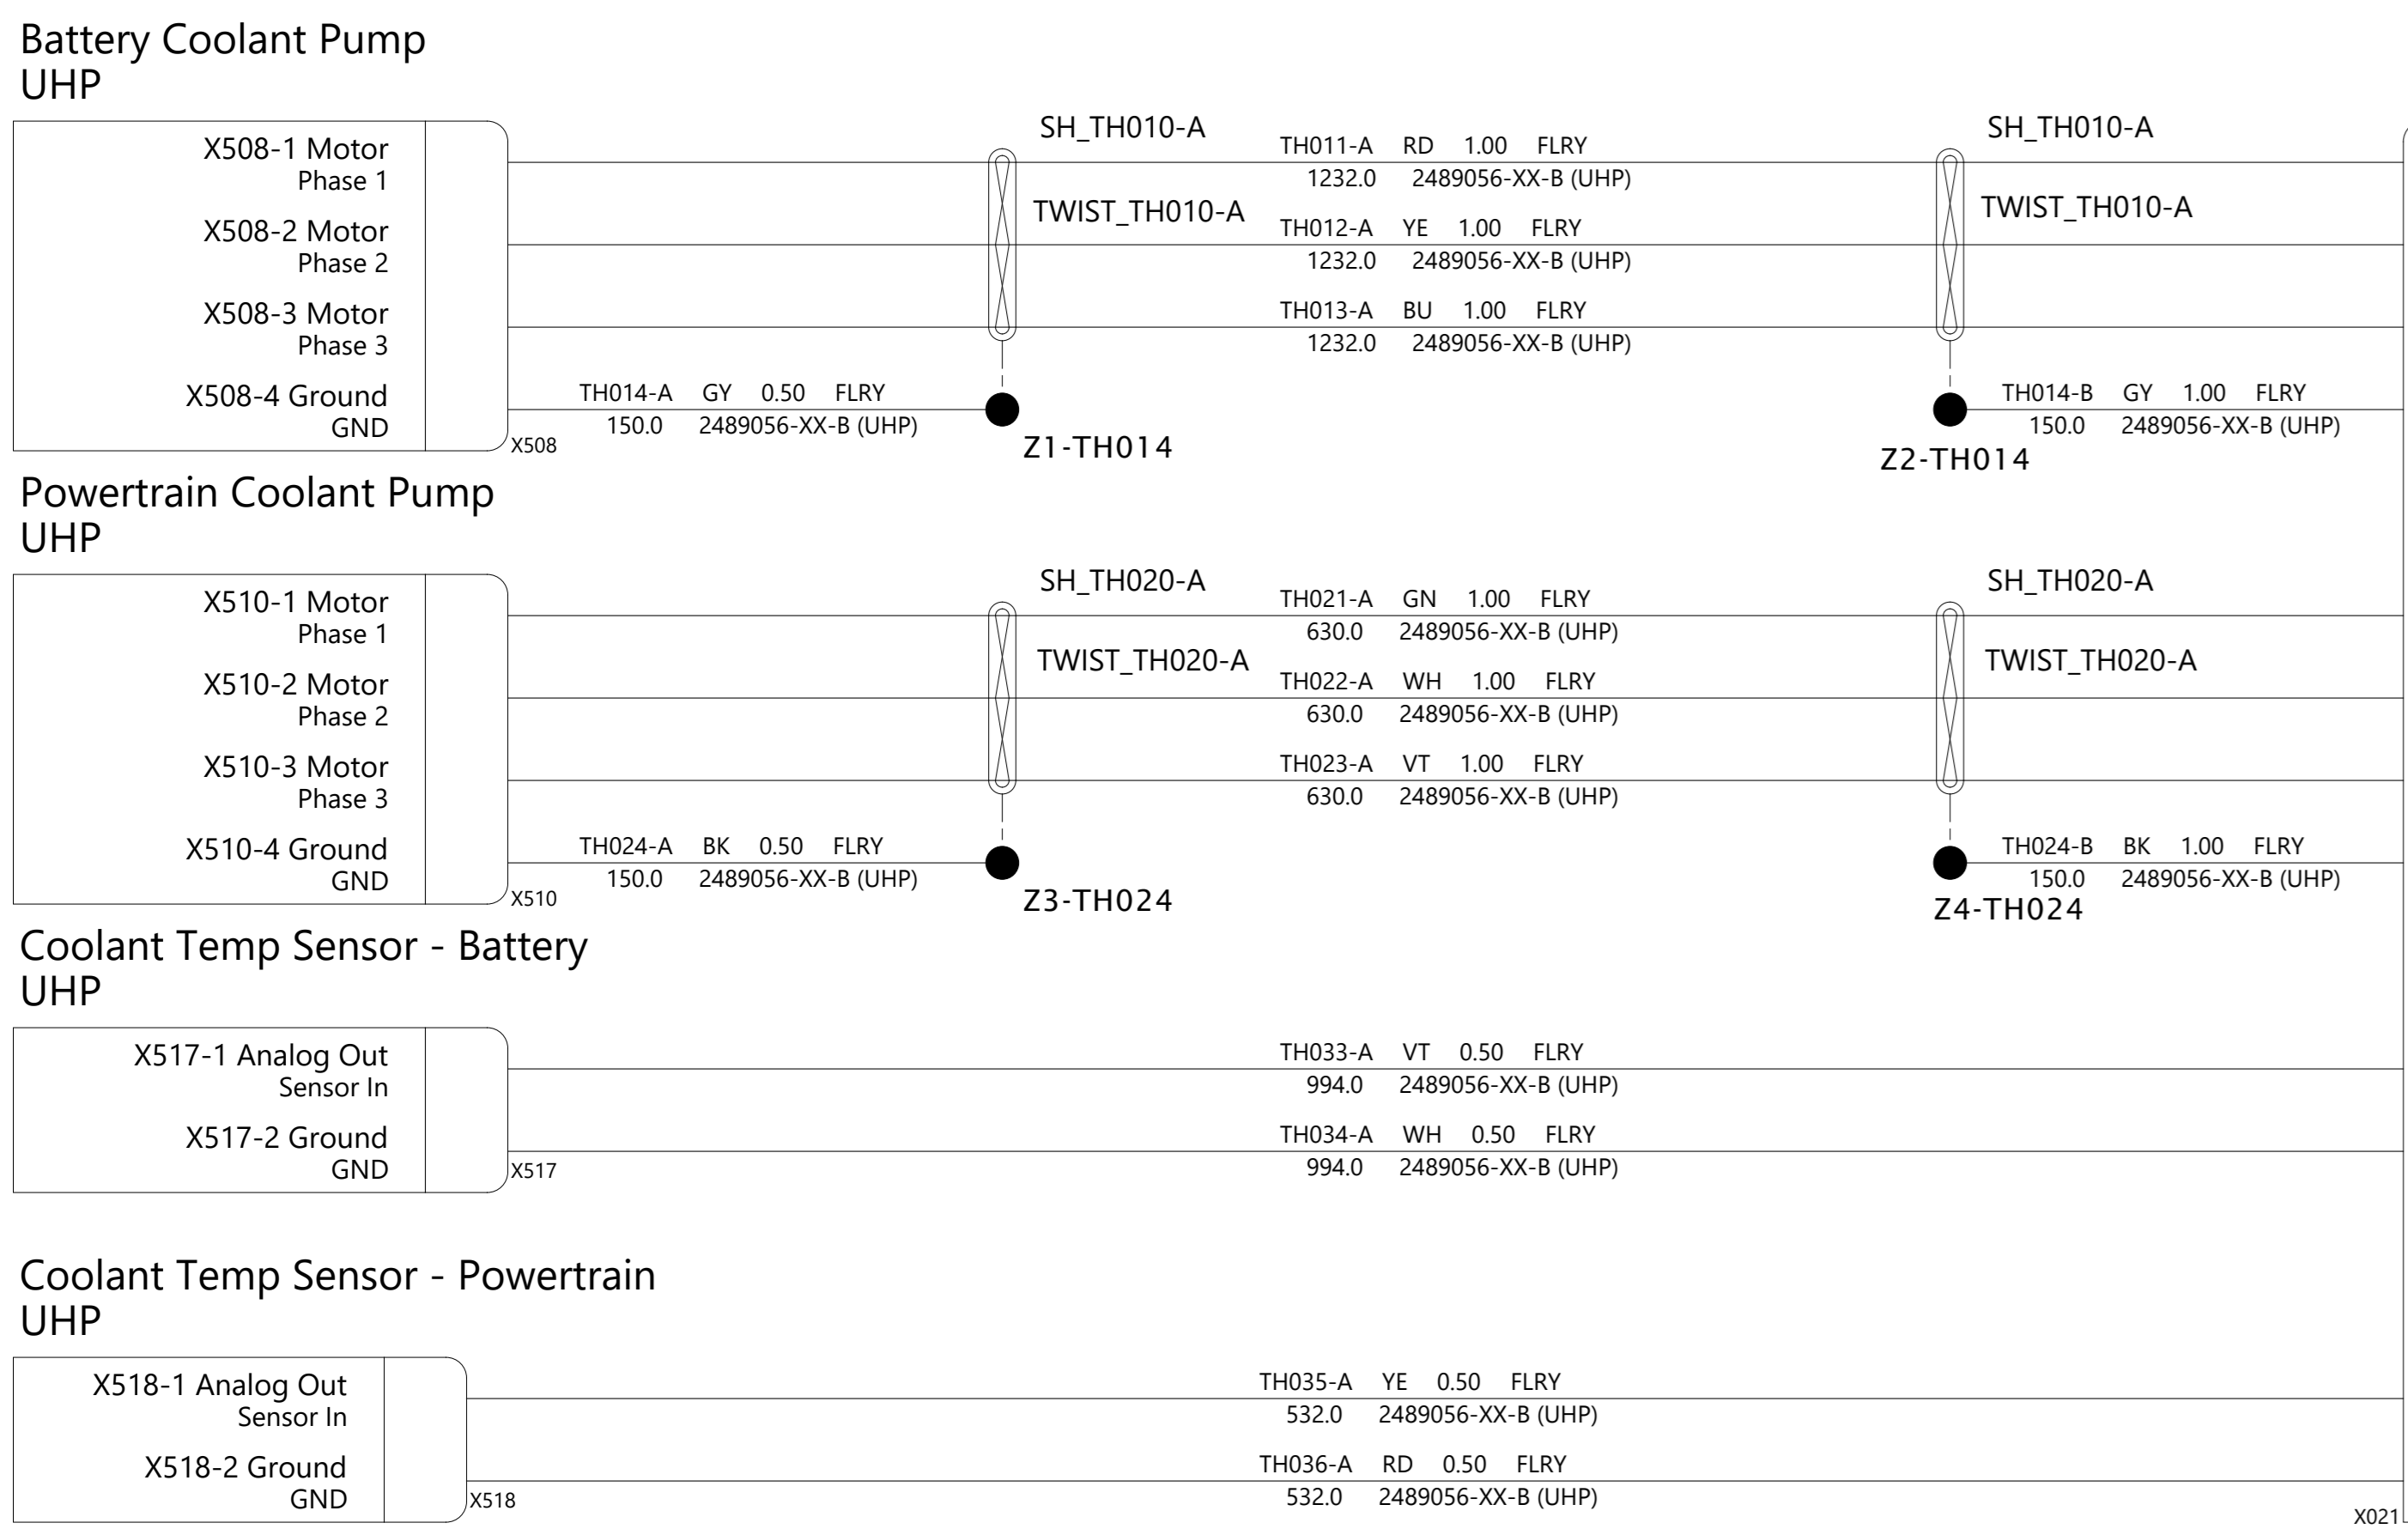 Battery Coolant Pump
UHP
X508-1 Motor
Phase 1
X508-2 Motor
Phase 2
X508-3 Motor
Phase 3
X508-4 Ground
GND
X508
SH_TH010-A
TWIST_TH010-A
TH011-A RD 1.00 FLRY
1232.0 2489056-XX-B (UHP)
TH012-A YE 1.00 FLRY
1232.0 2489056-XX-B (UHP)
TH013-A BU 1.00 FLRY
1232.0 2489056-XX-B (UHP)
SH_TH010-A
TWIST_TH010-A
TH014-A GY 0.50 FLRY
150.0 2489056-XX-B (UHP)
Z1-TH014
Z2-TH014
TH014-B GY 1.00 FLRY
150.0 2489056-XX-B (UHP)
Powertrain Coolant Pump
UHP
X510-1 Motor
Phase 1
X510-2 Motor
Phase 2
X510-3 Motor
Phase 3
X510-4 Ground
GND
X510
SH_TH020-A
TWIST_TH020-A
TH021-A GN 1.00 FLRY
630.0 2489056-XX-B (UHP)
TH022-A WH 1.00 FLRY
630.0 2489056-XX-B (UHP)
TH023-A VT 1.00 FLRY
630.0 2489056-XX-B (UHP)
SH_TH020-A
TWIST_TH020-A
TH024-A BK 0.50 FLRY
150.0 2489056-XX-B (UHP)
Z3-TH024
Z4-TH024
TH024-B BK 1.00 FLRY
150.0 2489056-XX-B (UHP)
Coolant Temp Sensor - Battery
UHP
X517-1 Analog Out
Sensor In
X517-2 Ground
GND
X517
TH033-A VT 0.50 FLRY
994.0 2489056-XX-B (UHP)
TH034-A WH 0.50 FLRY
994.0 2489056-XX-B (UHP)
Coolant Temp Sensor - Powertrain
UHP
X518-1 Analog Out
Sensor In
X518-2 Ground
GND
X518
TH035-A YE 0.50 FLRY
532.0 2489056-XX-B (UHP)
TH036-A RD 0.50 FLRY
532.0 2489056-XX-B (UHP)
X021